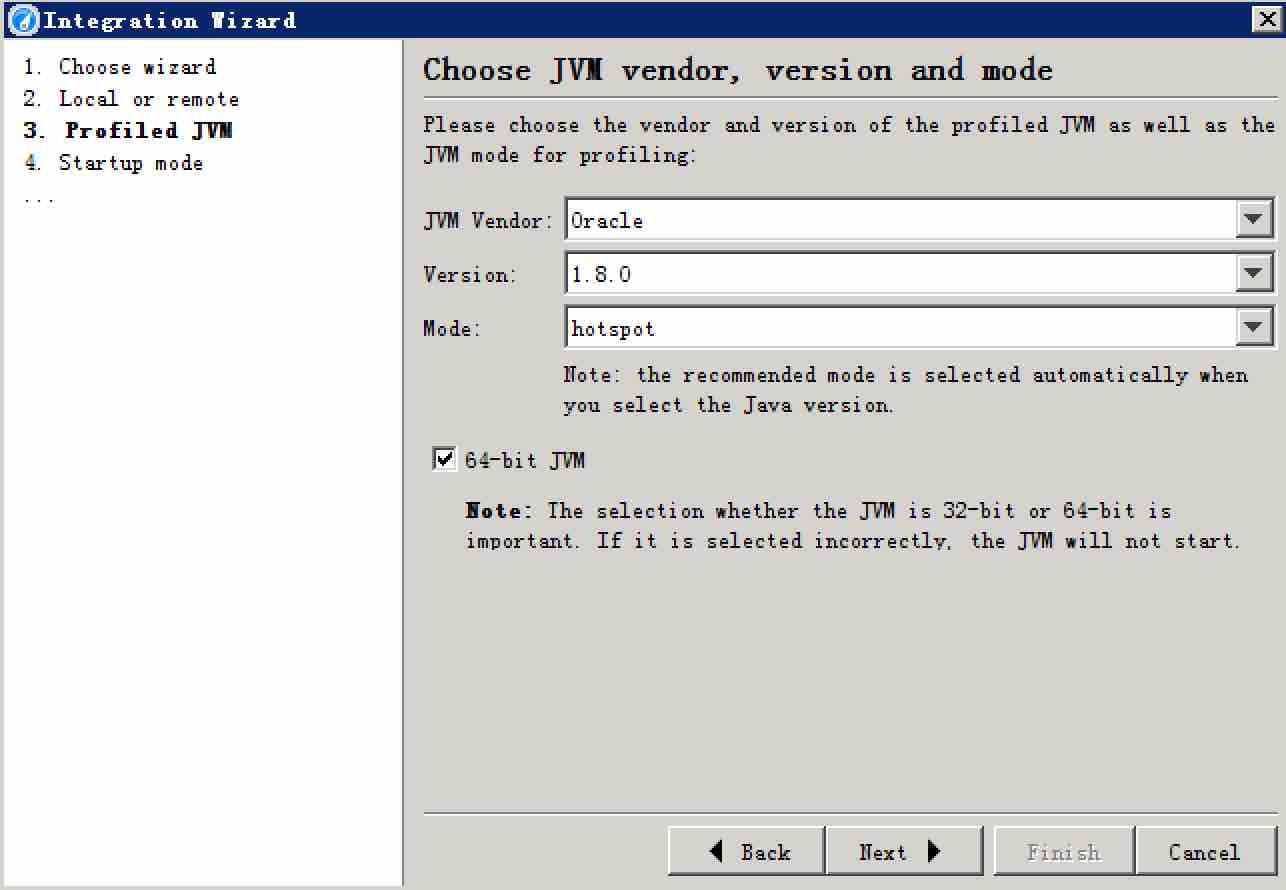 Integration Wizard
1. Choose wizard
2. Local or remote
3. Profiled JVM
4. Startup mode
...
Choose JVM vendor, version and mode
Please choose the vendor and version of the profiled JVM as well as the
JVM mode for profiling:
JVM Vendor: Oracle
Version: 1.8.0
Mode: hotspot
Note: the recommended mode is selected automatically when
you select the Java version.
64-bit JVM
Note: The selection whether the JVM is 32-bit or 64-bit is
important. If it is selected incorrectly, the JVM will not start.
Back Next Finish Cancel